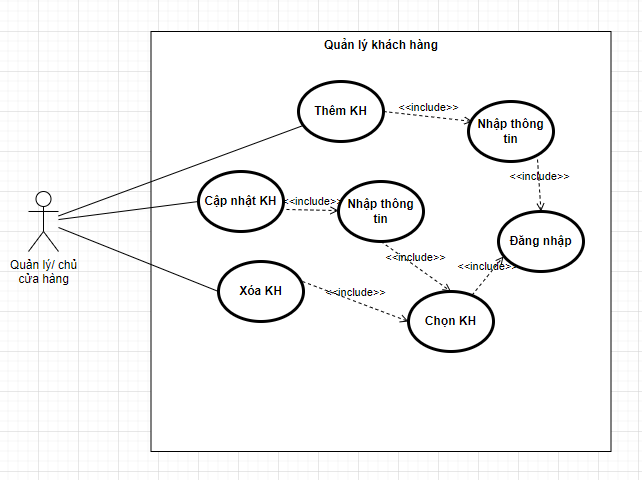 Quản lý khách hàng
Thêm KH
<<include>>
Nhập thông
tin
<<include>>
Cập nhật KH
<<include>>
Nhập thông
tin
Đăng nhập
<<include>>
<<include>>
Quản lý/ chủ
cửa hàng
Xóa KH
<<include>>
Chọn KH